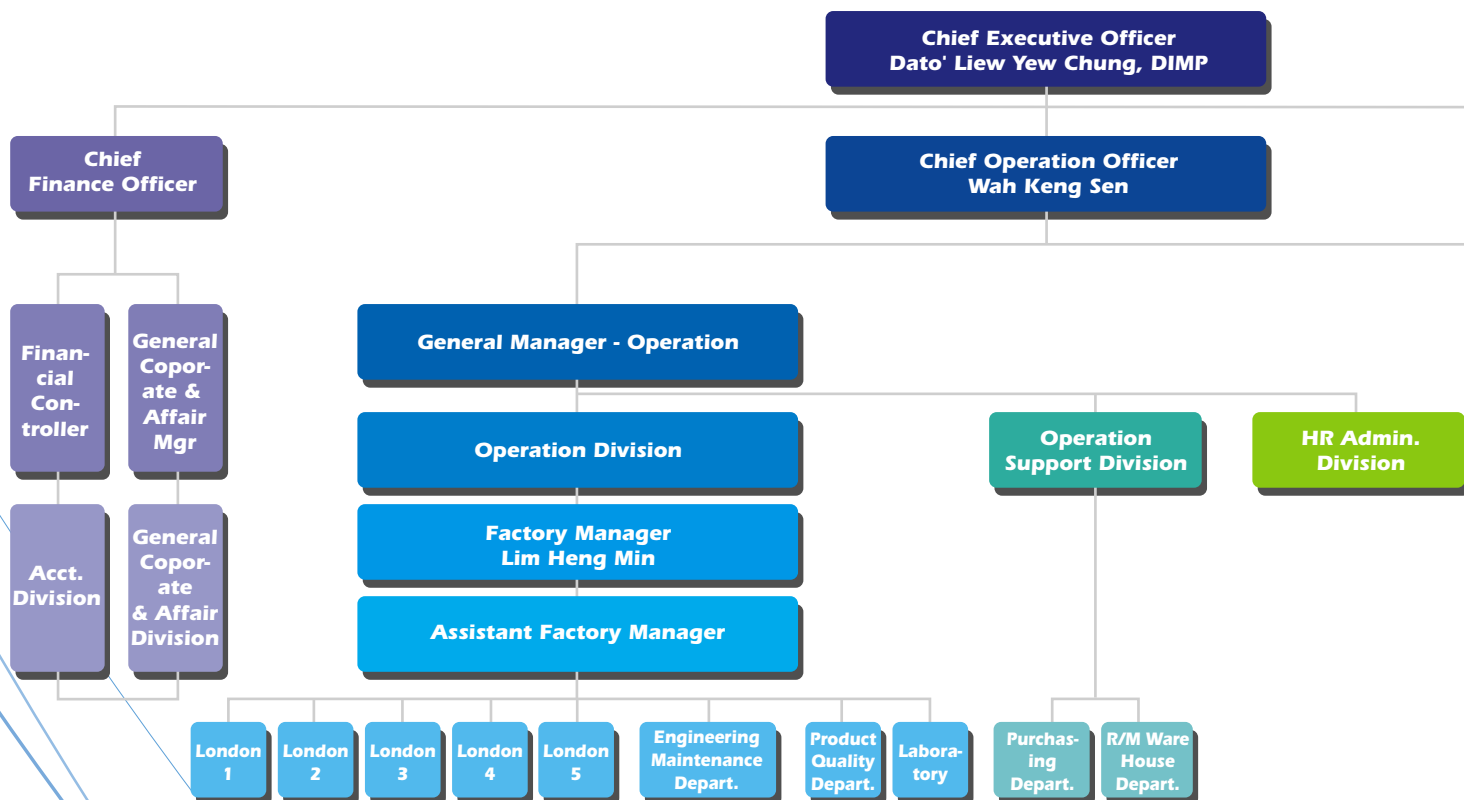 Chief Executive Officer
Dato' Liew Yew Chung, DIMP
Chief
Finance Officer
Chief Operation Officer
Wah Keng Sen
Finan-
cial
Con-
troller
General
Copor-
ate &
Affair
Mgr
General Manager - Operation
Operation Division
Operation
Support Division
HR Admin.
Division
Acct.
Division
General
Copor-
ate
& Affair
Division
Factory Manager
Lim Heng Min
Assistant Factory Manager
London
1
London
2
London
3
London
4
London
5
Engineering
Maintenance
Depart.
Product
Quality
Depart.
Labora-
tory
Purchas-
ing
Depart.
R/M Ware
House
Depart.